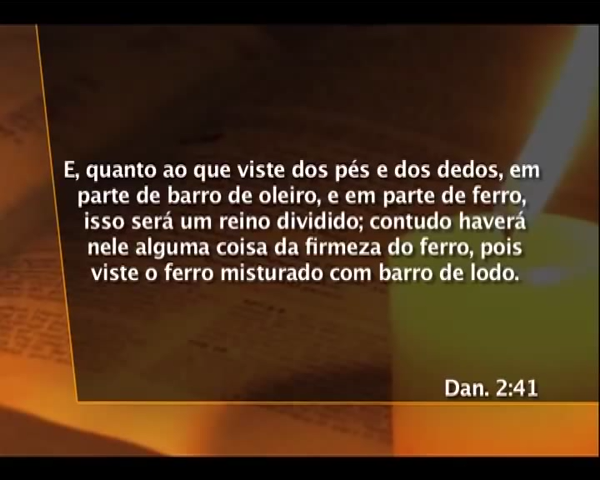 E, quanto ao que viste dos pés e dos dedos, em
parte de barro de oleiro, e em parte de ferro,
isso será um reino dividido; contudo haverá
nele alguma coisa da firmeza do ferro, pois
viste o ferro misturado com barro de lodo.
Dan. 2:41